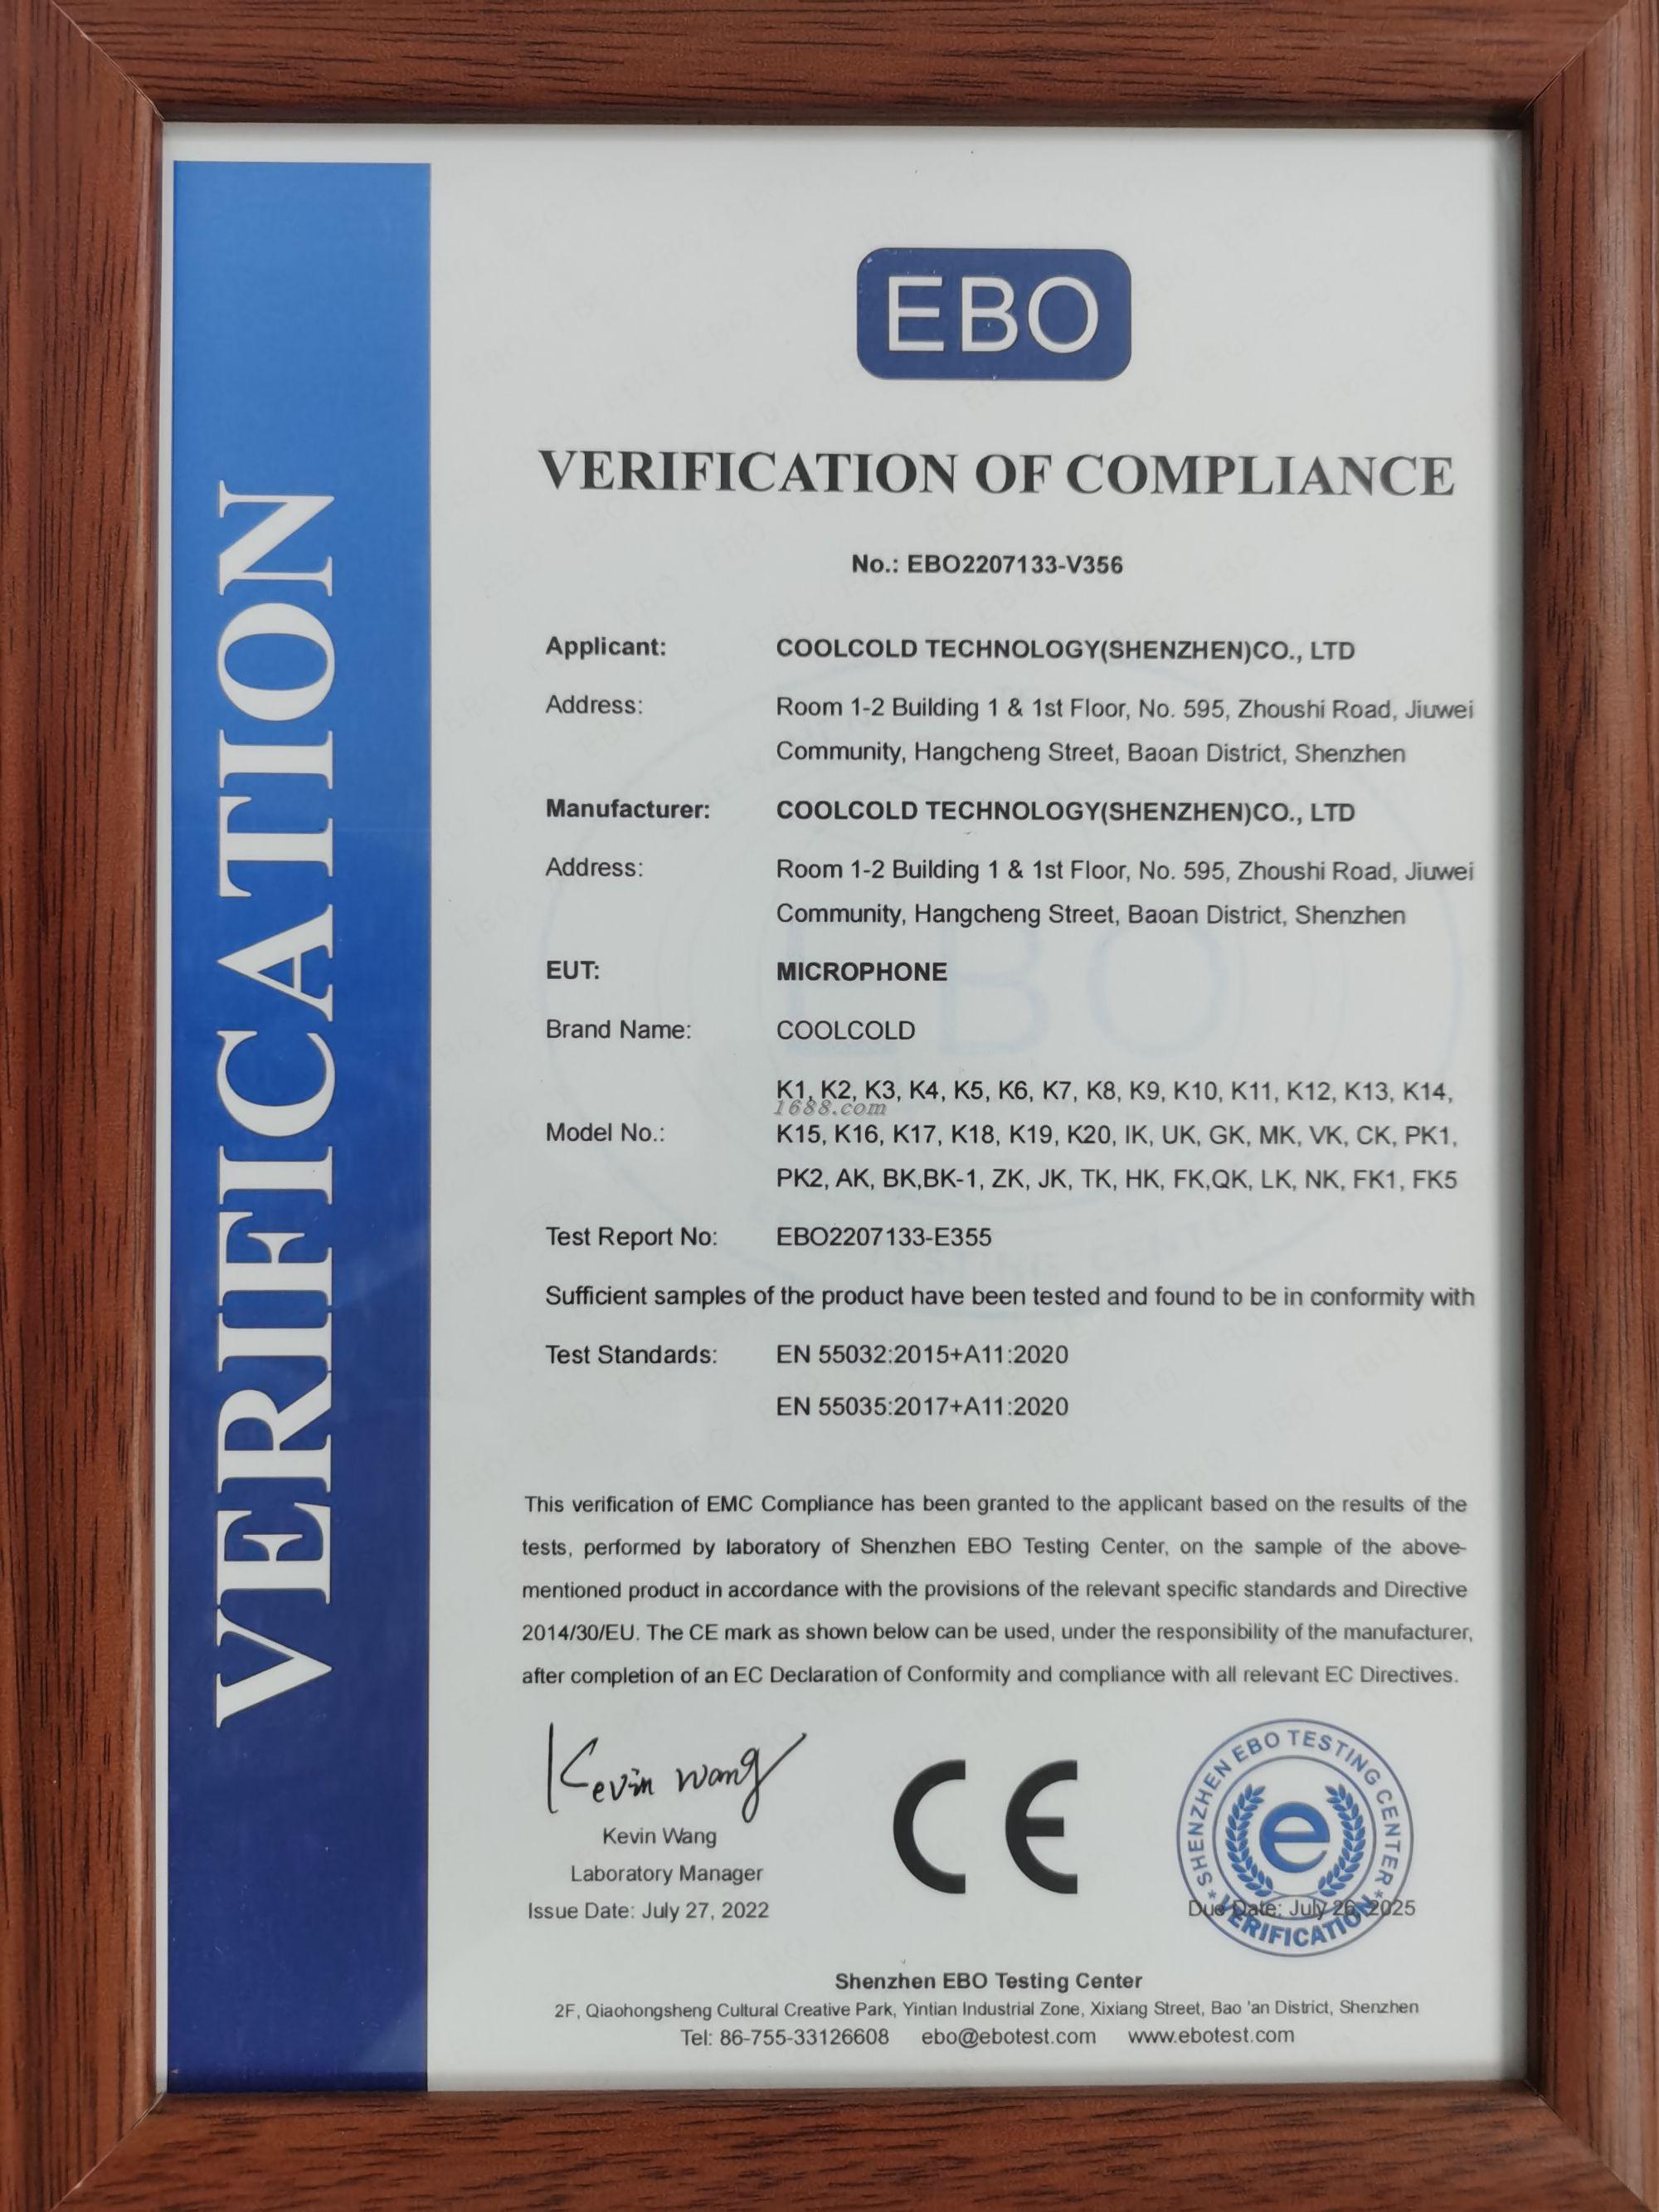 VERIFICATION
EBO
VERIFICATION OF COMPLIANCE
No.: EBO2207133-V356
Applicant: COOLCOLD TECHNOLOGY(SHENZHEN)CO., LTD
Address: Room 1-2 Building 1 & 1st Floor, No. 595, Zhoushi Road, Jiuwei
Community, Hangcheng Street, Baoan District, Shenzhen
Manufacturer: COOLCOLD TECHNOLOGY(SHENZHEN)CO., LTD
Address: Room 1-2 Building 1 & 1st Floor, No. 595, Zhoushi Road, Jiuwei
Community, Hangcheng Street, Baoan District, Shenzhen
EUT: MICROPHONE
Brand Name: COOLCOLD
K1, K2, K3, K4, K5, K6, K7, K8, K9, K10, K11, K12, K13, K14,
1688.com
Model No.: K15, K16, K17, K18, K19, K20, IK, UK, GK, MK, VK, CK, PK1,
PK2, AK, BK,BK-1, ZK, JK, TK, HK, FK,QK, LK, NK, FK1, FK5
Test Report No: EBO2207133-E355
Sufficient samples of the product have been tested and found to be in conformity with
Test Standards: EN 55032:2015+A11:2020
EN 55035:2017+A11:2020
This verification of EMC Compliance has been granted to the applicant based on the results of the
tests, performed by laboratory of Shenzhen EBO Testing Center, on the sample of the above-
mentioned product in accordance with the provisions of the relevant specific standards and Directive
2014/30/EU. The CE mark as shown below can be used, under the responsibility of the manufacturer,
after completion of an EC Declaration of Conformity and compliance with all relevant EC Directives.
Kevin Wang
Kevin Wang
Laboratory Manager
Issue Date: July 27, 2022
CE
SHENZHEN EBO TESTING CENTER
e
*VERIFICATION*
Due Date: July 26, 2025
Shenzhen EBO Testing Center
2F, Qiaohongsheng Cultural Creative Park, Yintian Industrial Zone, Xixiang Street, Bao 'an District, Shenzhen
Tel: 86-755-33126608 ebo@ebotest.com www.ebotest.com